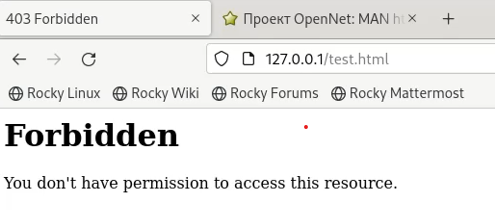 403 Forbidden
Проект OpenNet: MAN ht
127.0.0.1/test.html
Rocky Linux Rocky Wiki Rocky Forums Rocky Mattermost
Forbidden
You don't have permission to access this resource.